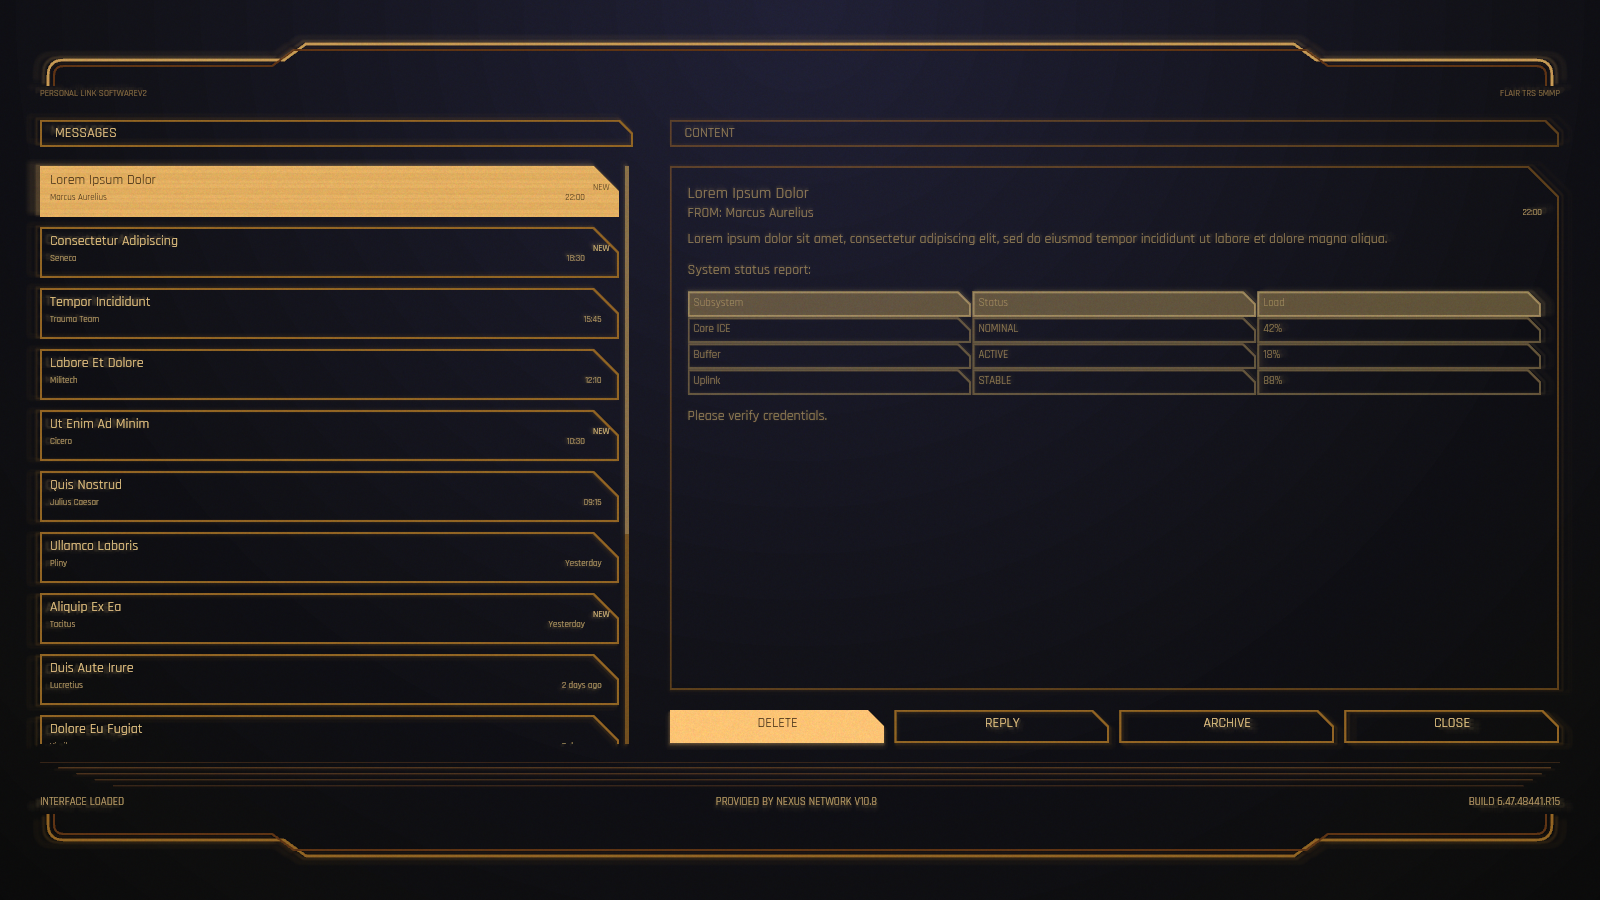 PERSONAL LINK SOFTWAREV2
FLAIR TRS 5MMP
MESSAGES
Lorem Ipsum Dolor
NEW
Marcus Aurelius 22:00
Consectetur Adipiscing
NEW
Seneca 18:30
Tempor Incididunt
Trauma Team 15:45
Labore Et Dolore
Militech 12:10
Ut Enim Ad Minim
NEW
Cicero 10:30
Quis Nostrud
Julius Caesar 09:15
Ullamco Laboris
Pliny Yesterday
Aliquip Ex Ea
NEW
Tacitus Yesterday
Duis Aute Irure
Lucretius 2 days ago
Dolore Eu Fugiat
CONTENT
Lorem Ipsum Dolor
FROM: Marcus Aurelius 22:00
Lorem ipsum dolor sit amet, consectetur adipiscing elit, sed do eiusmod tempor incididunt ut labore et dolore magna aliqua.
System status report:
Subsystem Status Load
Core ICE NOMINAL 42%
Buffer ACTIVE 18%
Uplink STABLE 88%
Please verify credentials.
DELETE REPLY ARCHIVE CLOSE
INTERFACE LOADED PROVIDED BY NEXUS NETWORK V10.8 BUILD 6.47.48441.R15